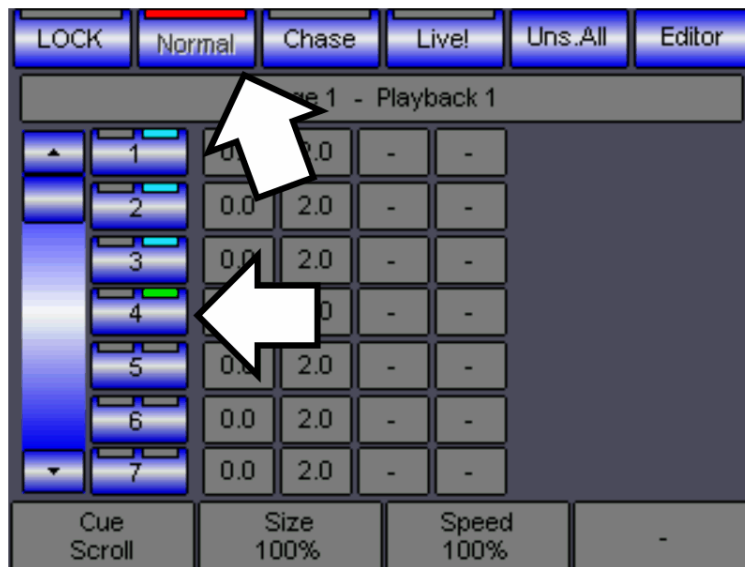 LOCK Normal Chase Live! Uns.All Editor
1 - Playback 1
1 2.0 - -
2 0.0 2.0 - -
3 0.0 2.0 - -
4 - -
5 0.0 2.0 - -
6 0.0 2.0 - -
7 0.0 2.0 - -
Cue Scroll
Size 100%
Speed 100%
-